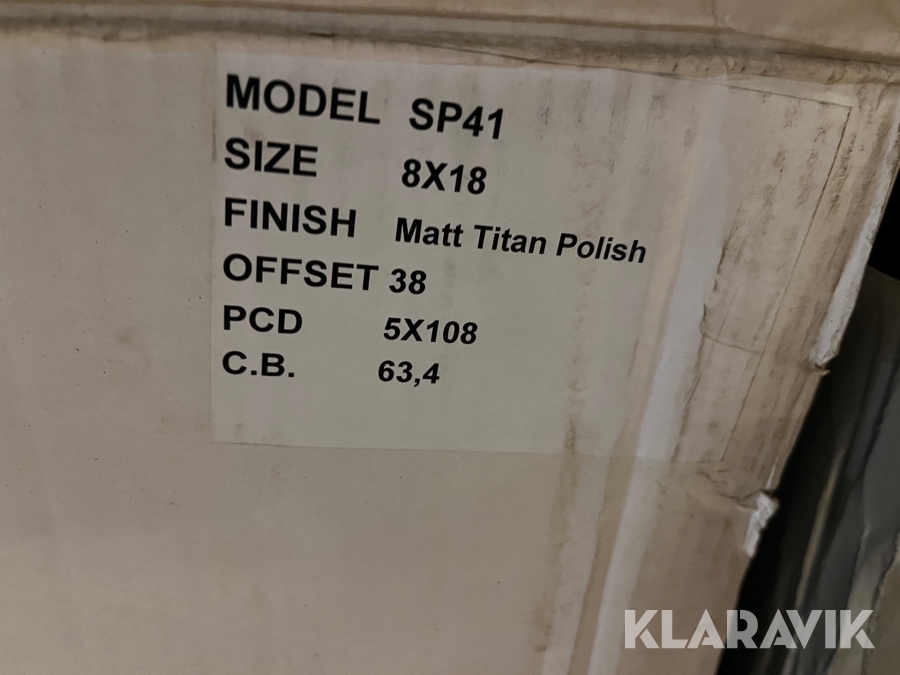 MODEL SP41
SIZE 8X18
FINISH Matt Titan Polish
OFFSET 38
PCD 5X108
C.B. 63,4
KLARAVIK